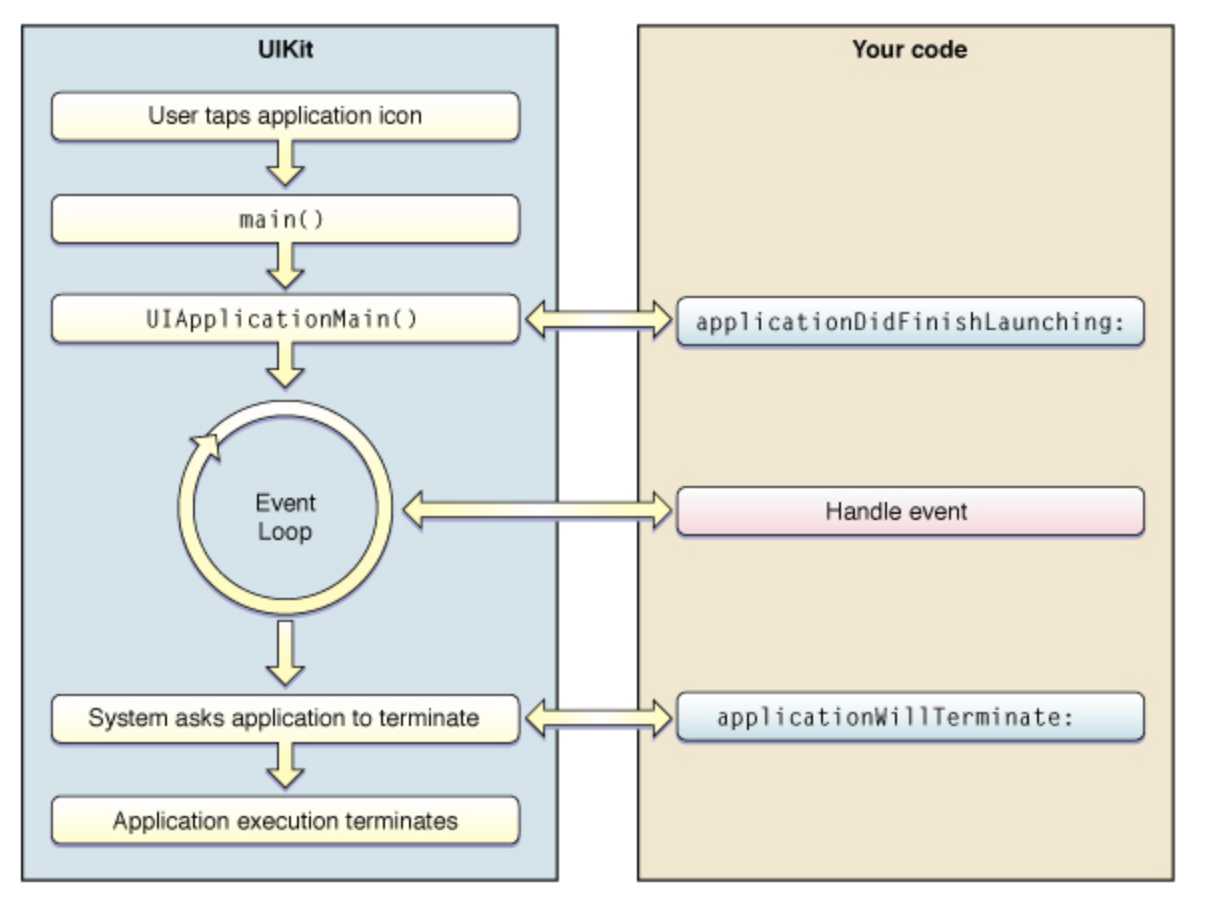 UIKit
User taps application icon
main()
UIApplicationMain()
Event
Loop
System asks application to terminate
Application execution terminates
Your code
applicationDidFinishLaunching:
Handle event
applicationWillTerminate: